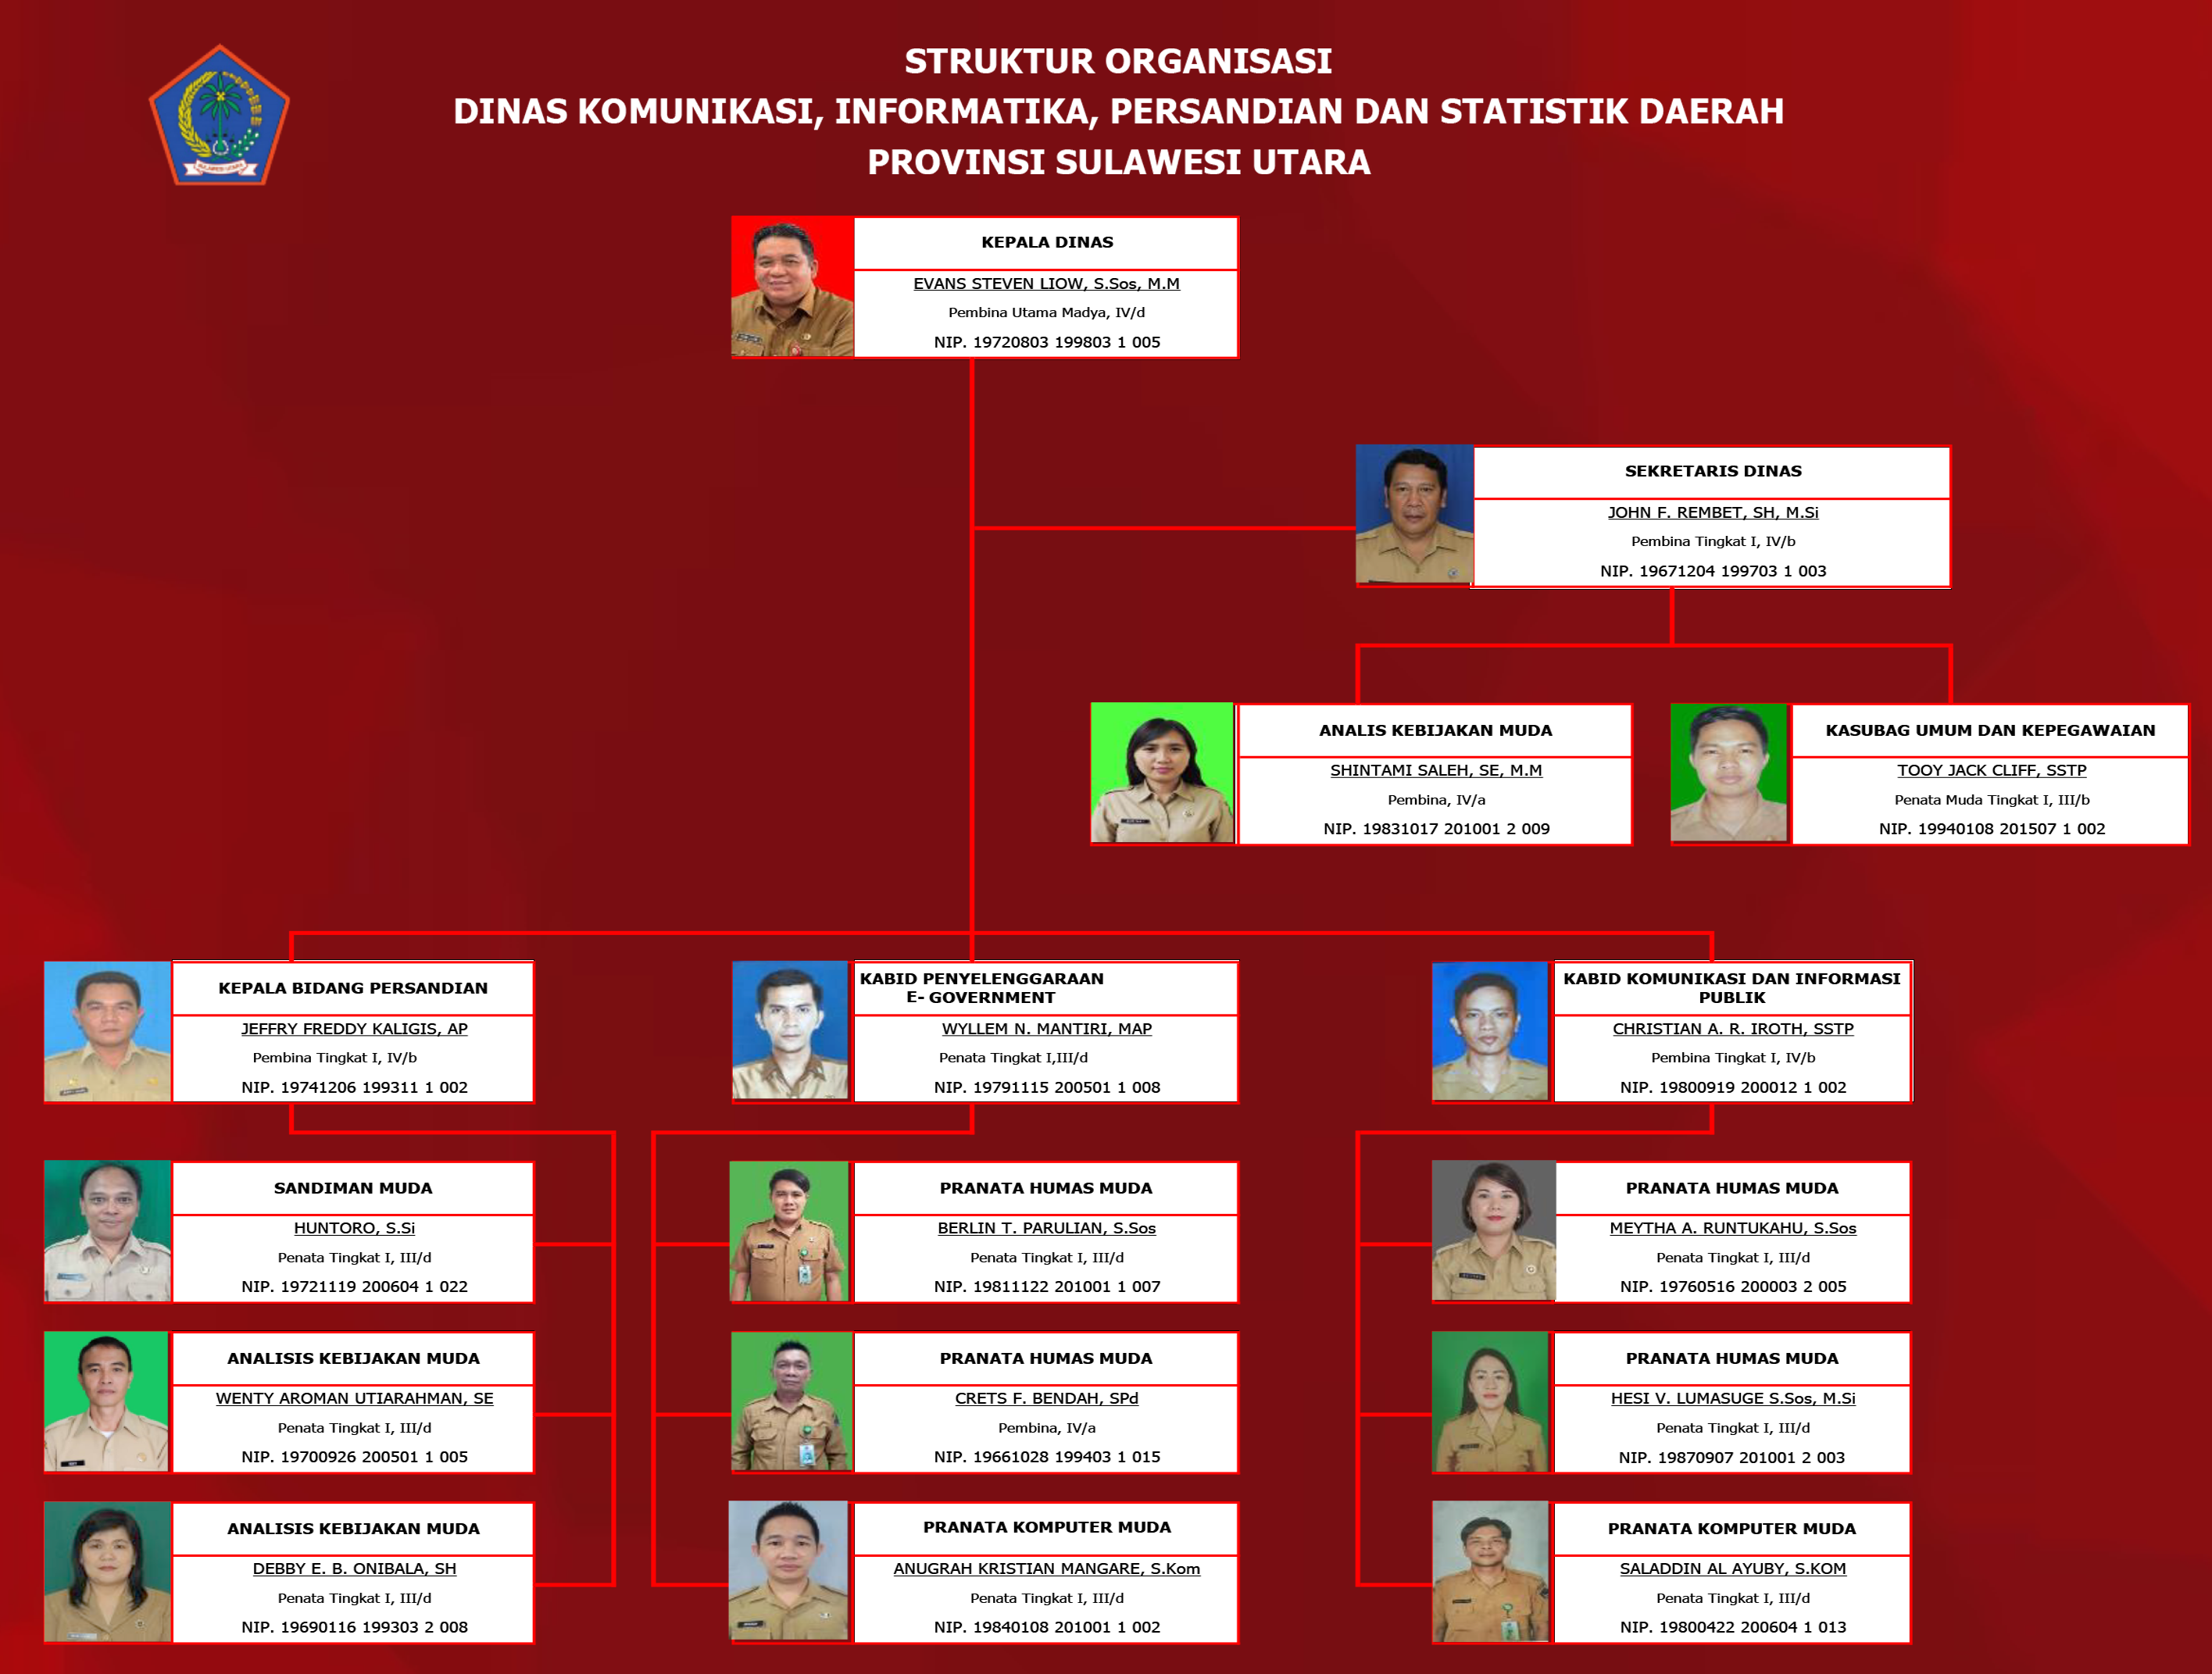 STRUKTUR ORGANISASI
DINAS KOMUNIKASI, INFORMATIKA, PERSANDIAN DAN STATISTIK DAERAH
PROVINSI SULAWESI UTARA
KEPALA DINAS
EVANS STEVEN LIOW, S.Sos, M.M
Pembina Utama Madya, IV/d
NIP. 19720803 199803 1 005
SEKRETARIS DINAS
JOHN F. REMBET, SH, M.Si
Pembina Tingkat I, IV/b
NIP. 19671204 199703 1 003
ANALIS KEBIJAKAN MUDA
SHINTAMI SALEH, SE, M.M
Pembina, IV/a
NIP. 19831017 201001 2 009
KASUBAG UMUM DAN KEPEGAWAIAN
TOOY JACK CLIFF, SSTP
Penata Muda Tingkat I, III/b
NIP. 19940108 201507 1 002
KEPALA BIDANG PERSANDIAN
JEFFRY FREDDY KALIGIS, AP
Pembina Tingkat I, IV/b
NIP. 19741206 199311 1 002
KABID PENYELENGGARAAN
E- GOVERNMENT
WYLLEM N. MANTIRI, MAP
Penata Tingkat I,III/d
NIP. 19791115 200501 1 008
KABID KOMUNIKASI DAN INFORMASI
PUBLIK
CHRISTIAN A. R. IROTH, SSTP
Pembina Tingkat I, IV/b
NIP. 19800919 200012 1 002
SANDIMAN MUDA
HUNTORO, S.Si
Penata Tingkat I, III/d
NIP. 19721119 200604 1 022
PRANATA HUMAS MUDA
BERLIN T. PARULIAN, S.Sos
Penata Tingkat I, III/d
NIP. 19811122 201001 1 007
PRANATA HUMAS MUDA
MEYTHA A. RUNTUKAHU, S.Sos
Penata Tingkat I, III/d
NIP. 19760516 200003 2 005
ANALISIS KEBIJAKAN MUDA
WENTY AROMAN UTIARAHMAN, SE
Penata Tingkat I, III/d
NIP. 19700926 200501 1 005
PRANATA HUMAS MUDA
CRETS F. BENDAH, SPd
Pembina, IV/a
NIP. 19661028 199403 1 015
PRANATA HUMAS MUDA
HESI V. LUMASUGE S.Sos, M.Si
Penata Tingkat I, III/d
NIP. 19870907 201001 2 003
ANALISIS KEBIJAKAN MUDA
DEBBY E. B. ONIBALA, SH
Penata Tingkat I, III/d
NIP. 19690116 199303 2 008
PRANATA KOMPUTER MUDA
ANUGRAH KRISTIAN MANGARE, S.Kom
Penata Tingkat I, III/d
NIP. 19840108 201001 1 002
PRANATA KOMPUTER MUDA
SALADDIN AL AYUBY, S.KOM
Penata Tingkat I, III/d
NIP. 19800422 200604 1 013